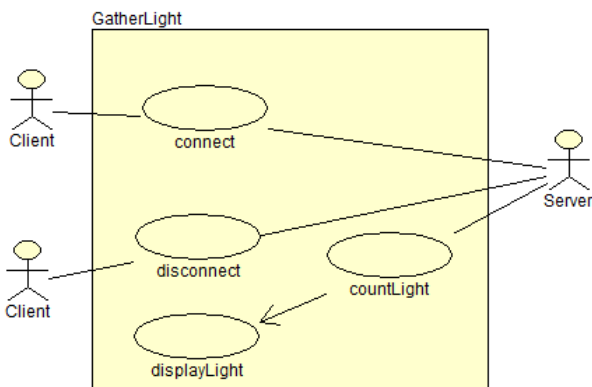 GatherLight
Client
connect
Server
Client
disconnect
countLight
displayLight